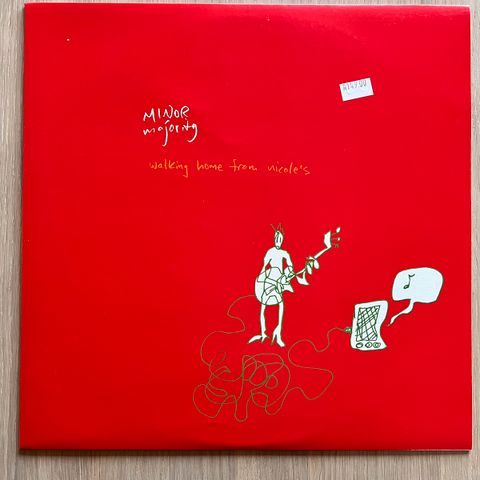 MINOR
majority
walking home from nicole's